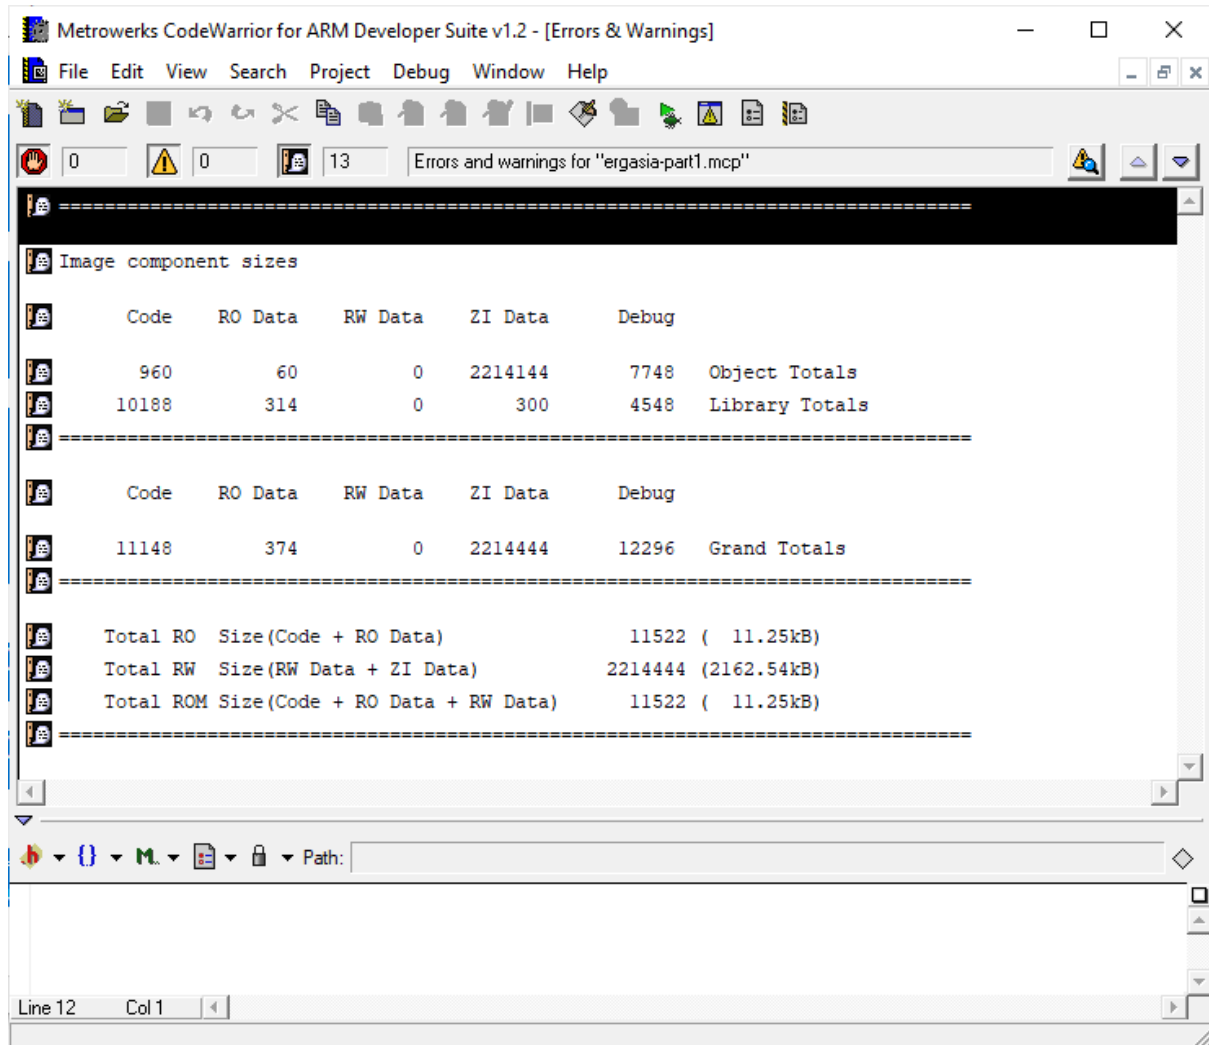 Metrowerks CodeWarrior for ARM Developer Suite v1.2 - [Errors & Warnings]
File Edit View Search Project Debug Window Help
0 0 13 Errors and warnings for "ergasia-part1.mcp"
==============================================================================
Image component sizes
Code RO Data RW Data ZI Data Debug
960 60 0 2214144 7748 Object Totals
10188 314 0 300 4548 Library Totals
==============================================================================
Code RO Data RW Data ZI Data Debug
11148 374 0 2214444 12296 Grand Totals
==============================================================================
Total RO Size(Code + RO Data) 11522 ( 11.25kB)
Total RW Size(RW Data + ZI Data) 2214444 (2162.54kB)
Total ROM Size(Code + RO Data + RW Data) 11522 ( 11.25kB)
==============================================================================
h {} M. Path:
Line 12 Col 1